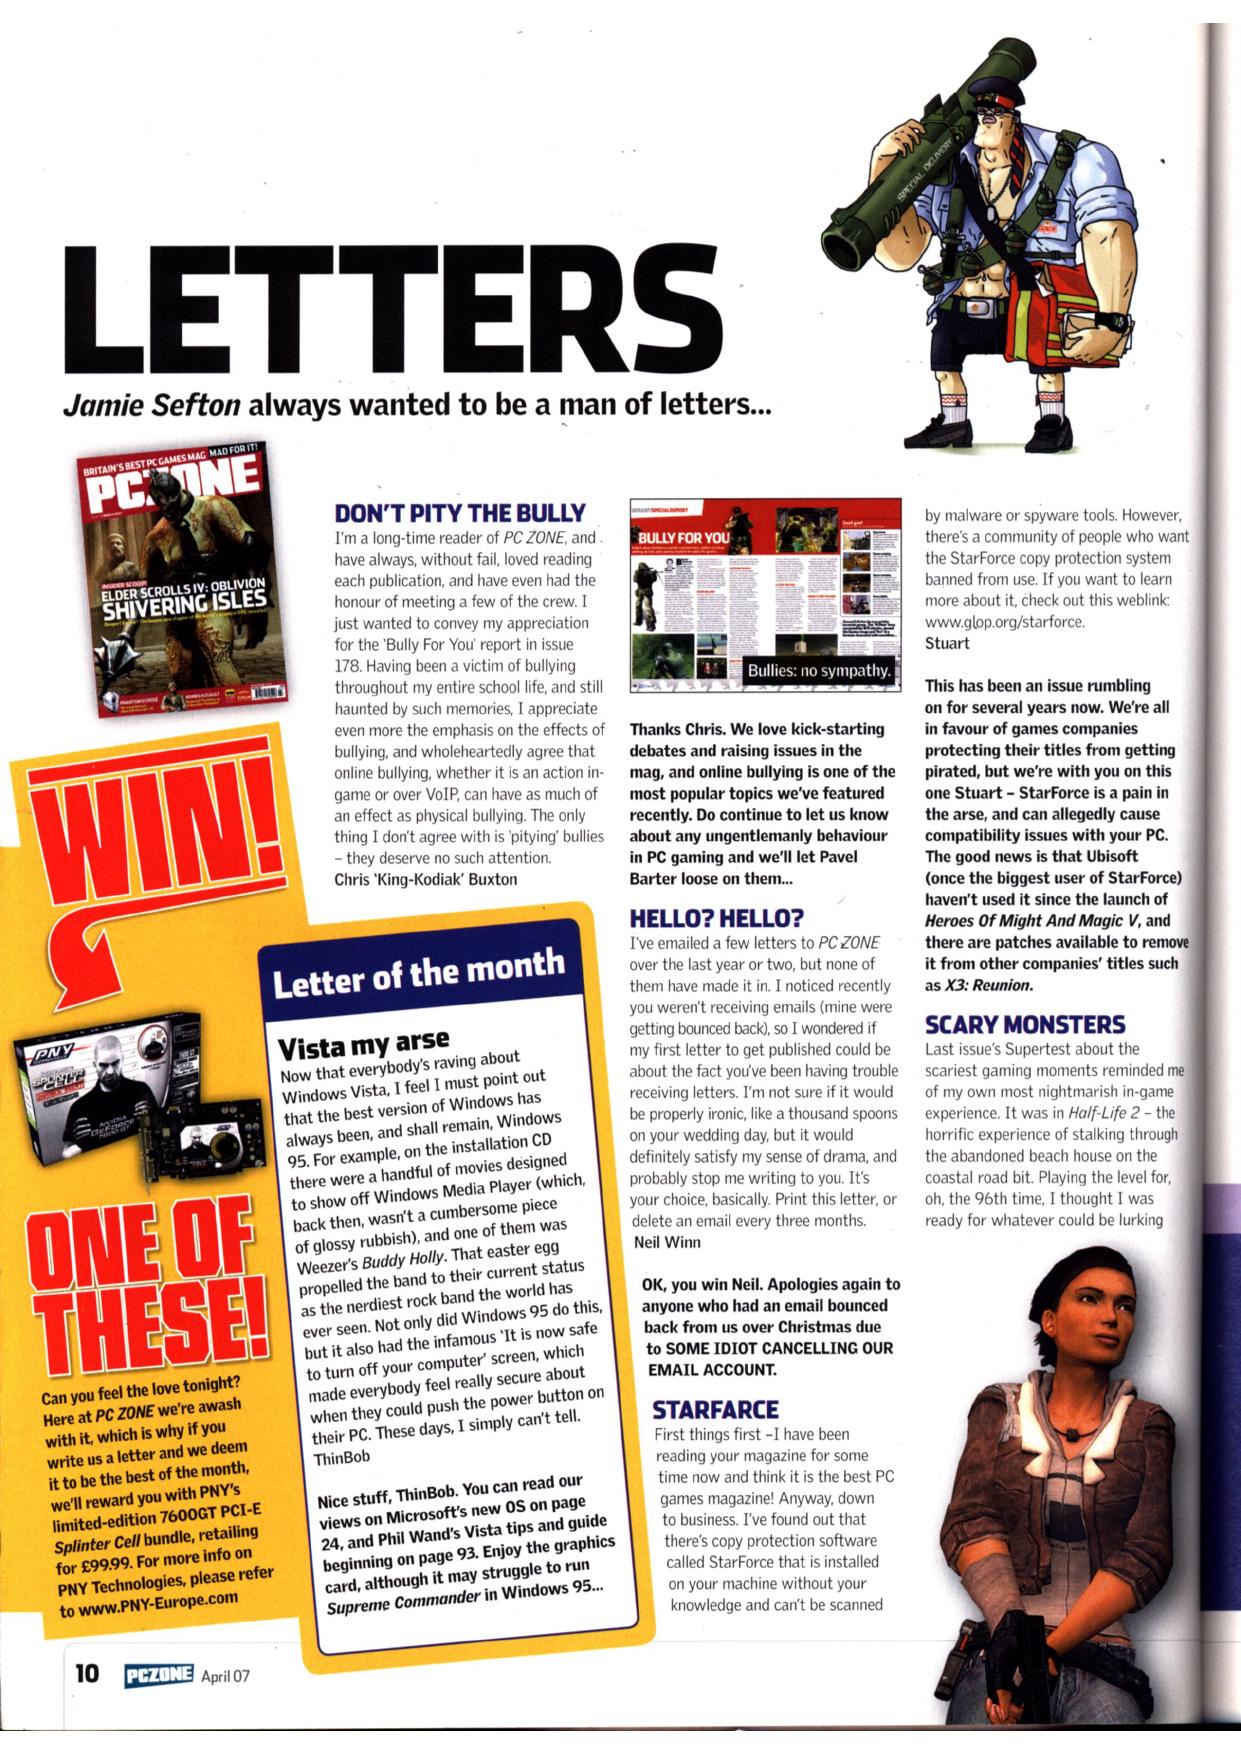 SPECIAL DELIVERY
LETTERS
Jamie Sefton always wanted to be a man of letters...
BRITAIN'S BEST PC GAMES MAG MAD FOR IT!
PCZONE
INSIDER SCOOP!
ELDER SCROLLS IV: OBLIVION
SHIVERING ISLES
WIN!
PNY
SPLINTER CELL
NVIDIA
GEFORCE
7600 GT
ONE OF
THESE!
Can you feel the love tonight?
Here at PC ZONE we're awash
with it, which is why if you
write us a letter and we deem
it to be the best of the month,
we'll reward you with PNY's
limited-edition 7600GT PCI-E
Splinter Cell bundle, retailing
for £99.99. For more info on
PNY Technologies, please refer
to www.PNY-Europe.com
Letter of the month
Vista my arse
Now that everybody's raving about
Windows Vista, I feel I must point out
that the best version of Windows has
always been, and shall remain, Windows
95. For example, on the installation CD
there were a handful of movies designed
to show off Windows Media Player (which,
back then, wasn't a cumbersome piece
of glossy rubbish), and one of them was
Weezer's Buddy Holly. That easter egg
propelled the band to their current status
as the nerdiest rock band the world has
ever seen. Not only did Windows 95 do this,
but it also had the infamous 'It is now safe
to turn off your computer' screen, which
made everybody feel really secure about
when they could push the power button on
their PC. These days, I simply can't tell.
ThinBob
Nice stuff, ThinBob. You can read our
views on Microsoft's new OS on page
24, and Phil Wand's Vista tips and guide
beginning on page 93. Enjoy the graphics
card, although it may struggle to run
Supreme Commander in Windows 95...
DON'T PITY THE BULLY
I'm a long-time reader of PC ZONE, and
have always, without fail, loved reading
each publication, and have even had the
honour of meeting a few of the crew. I
just wanted to convey my appreciation
for the 'Bully For You' report in issue
178. Having been a victim of bullying
throughout my entire school life, and still
haunted by such memories, I appreciate
even more the emphasis on the effects of
bullying, and wholeheartedly agree that
online bullying, whether it is an action in-
game or over VoIP, can have as much of
an effect as physical bullying. The only
thing I don't agree with is 'pitying' bullies
– they deserve no such attention.
Chris 'King-Kodiak' Buxton
SPECIALREPORT
BULLY FOR YOU
Bullies: no sympathy.
Thanks Chris. We love kick-starting
debates and raising issues in the
mag, and online bullying is one of the
most popular topics we've featured
recently. Do continue to let us know
about any ungentlemanly behaviour
in PC gaming and we'll let Pavel
Barter loose on them...
HELLO? HELLO?
I've emailed a few letters to PC ZONE
over the last year or two, but none of
them have made it in. I noticed recently
you weren't receiving emails (mine were
getting bounced back), so I wondered if
my first letter to get published could be
about the fact you've been having trouble
receiving letters. I'm not sure if it would
be properly ironic, like a thousand spoons
on your wedding day, but it would
definitely satisfy my sense of drama, and
probably stop me writing to you. It's
your choice, basically. Print this letter, or
delete an email every three months.
Neil Winn
OK, you win Neil. Apologies again to
anyone who had an email bounced
back from us over Christmas due
to SOME IDIOT CANCELLING OUR
EMAIL ACCOUNT.
STARFARCE
First things first –I have been
reading your magazine for some
time now and think it is the best PC
games magazine! Anyway, down
to business. I've found out that
there's copy protection software
called StarForce that is installed
on your machine without your
knowledge and can't be scanned
by malware or spyware tools. However,
there's a community of people who want
the StarForce copy protection system
banned from use. If you want to learn
more about it, check out this weblink:
www.glop.org/starforce.
Stuart
This has been an issue rumbling
on for several years now. We're all
in favour of games companies
protecting their titles from getting
pirated, but we're with you on this
one Stuart – StarForce is a pain in
the arse, and can allegedly cause
compatibility issues with your PC.
The good news is that Ubisoft
(once the biggest user of StarForce)
haven't used it since the launch of
Heroes Of Might And Magic V, and
there are patches available to remove
it from other companies' titles such
as X3: Reunion.
SCARY MONSTERS
Last issue's Supertest about the
scariest gaming moments reminded me
of my own most nightmarish in-game
experience. It was in Half-Life 2 – the
horrific experience of stalking through
the abandoned beach house on the
coastal road bit. Playing the level for,
oh, the 96th time, I thought I was
ready for whatever could be lurking
10 PCZONE April 07